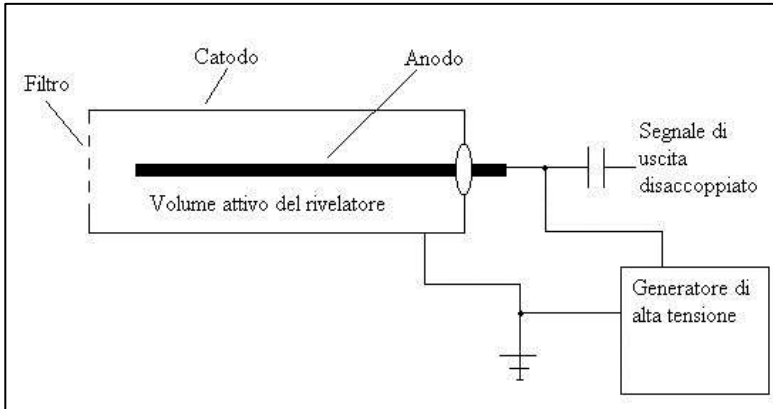 Catodo
Anodo
Filtro
Segnale di
uscita
disaccoppiato
Volume attivo del rivelatore
Generatore di
alta tensione